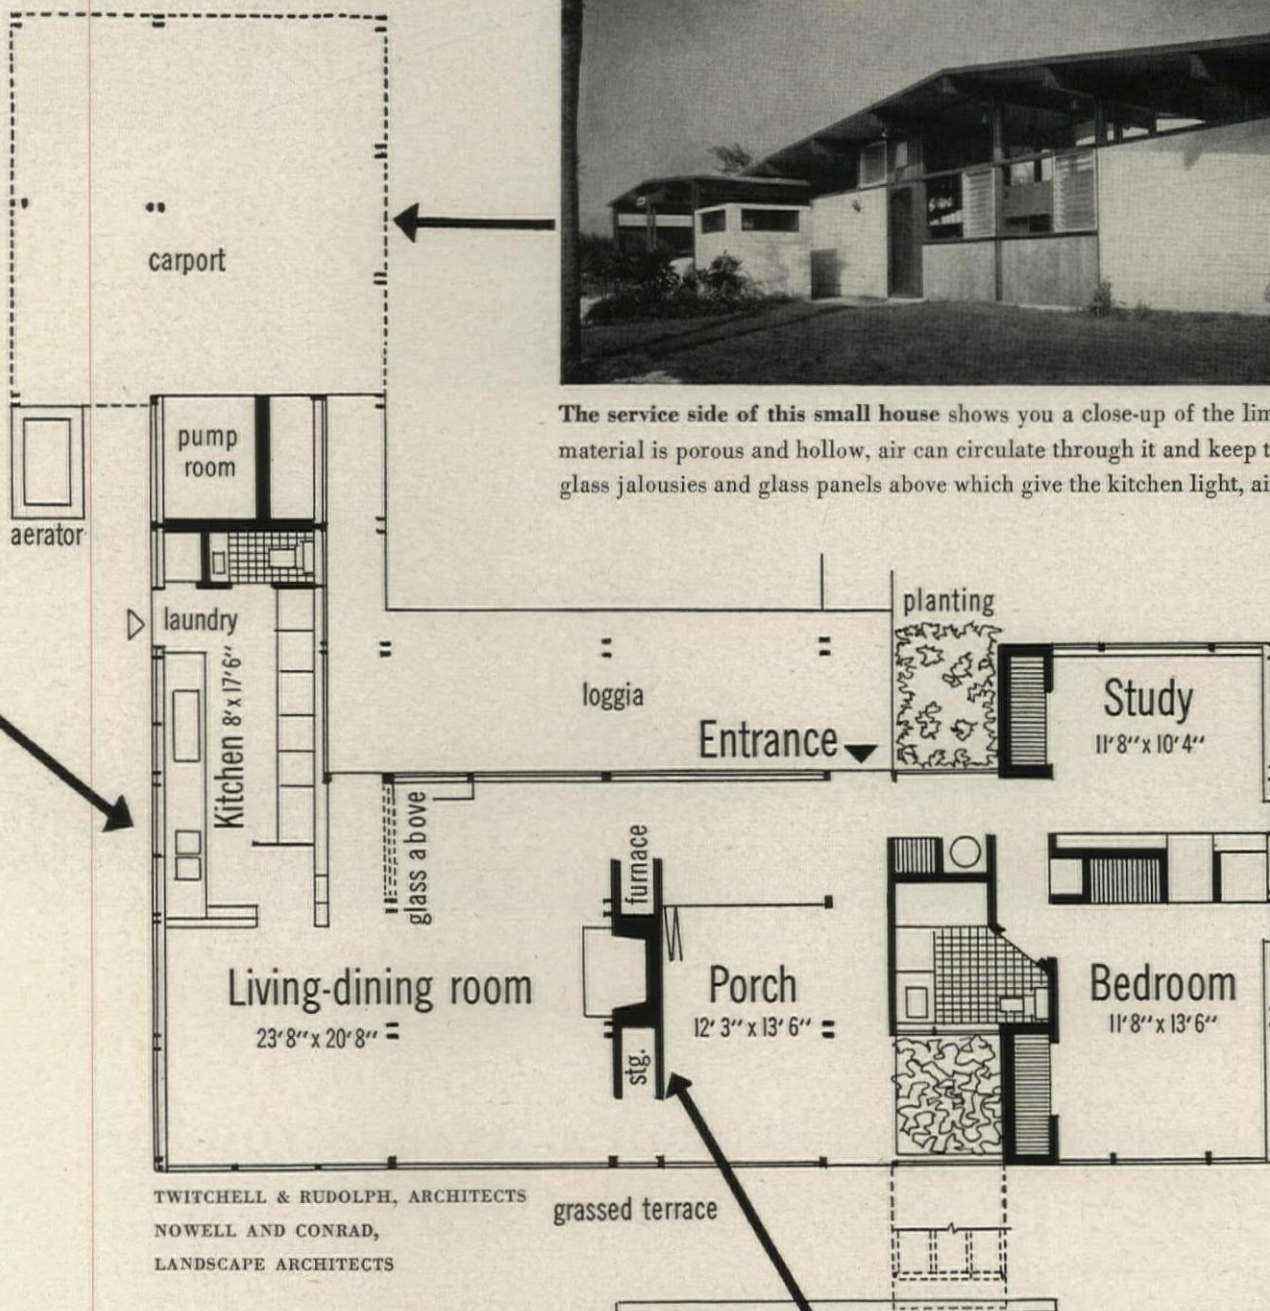 carport
The service side of this small house shows you a close-up of the
material is porous and hollow, air can circulate through it and keep
glass jalousies and glass panels above which give the kitchen light,
pump
room
aerator
planting
laundry
loggia
Study
11'8"x 10'4"
Entrance
Kitchen 8'x 17'6"
glass above
furnace
Living-dining room
23'8"x 20'8"
Porch
12'3"x 13'6"
Bedroom
11'8"x 13'6"
stg.
TWITCHELL & RUDOLPH, ARCHITECTS
NOWELL AND CONRAD,
LANDSCAPE ARCHITECTS
grassed terrace